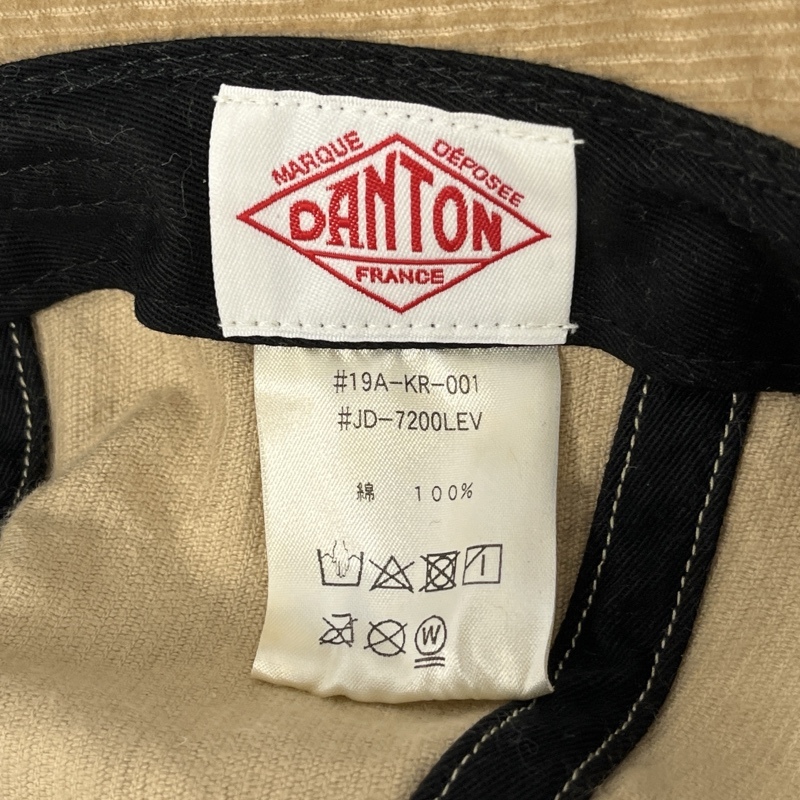 MARQUE DÉPOSEE
DANTON
FRANCE
#19A-KR-001
#JD-7200LEV
綿 100%
W